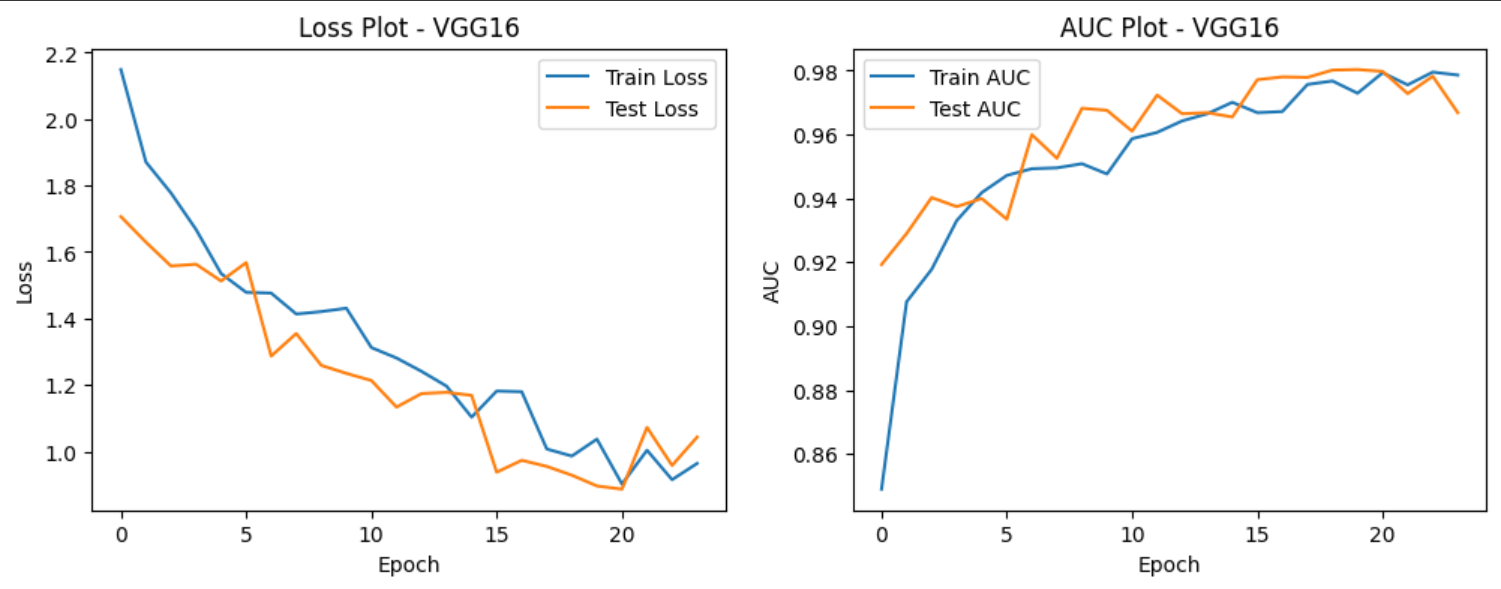 Loss Plot - VGG16
2.2
2.0
1.8
1.6
1.4
1.2
1.0
Loss
Train Loss
Test Loss
0
5
10
15
20
Epoch
AUC Plot - VGG16
0.98
0.96
0.94
0.92
0.90
0.88
0.86
AUC
Train AUC
Test AUC
0
5
10
15
20
Epoch